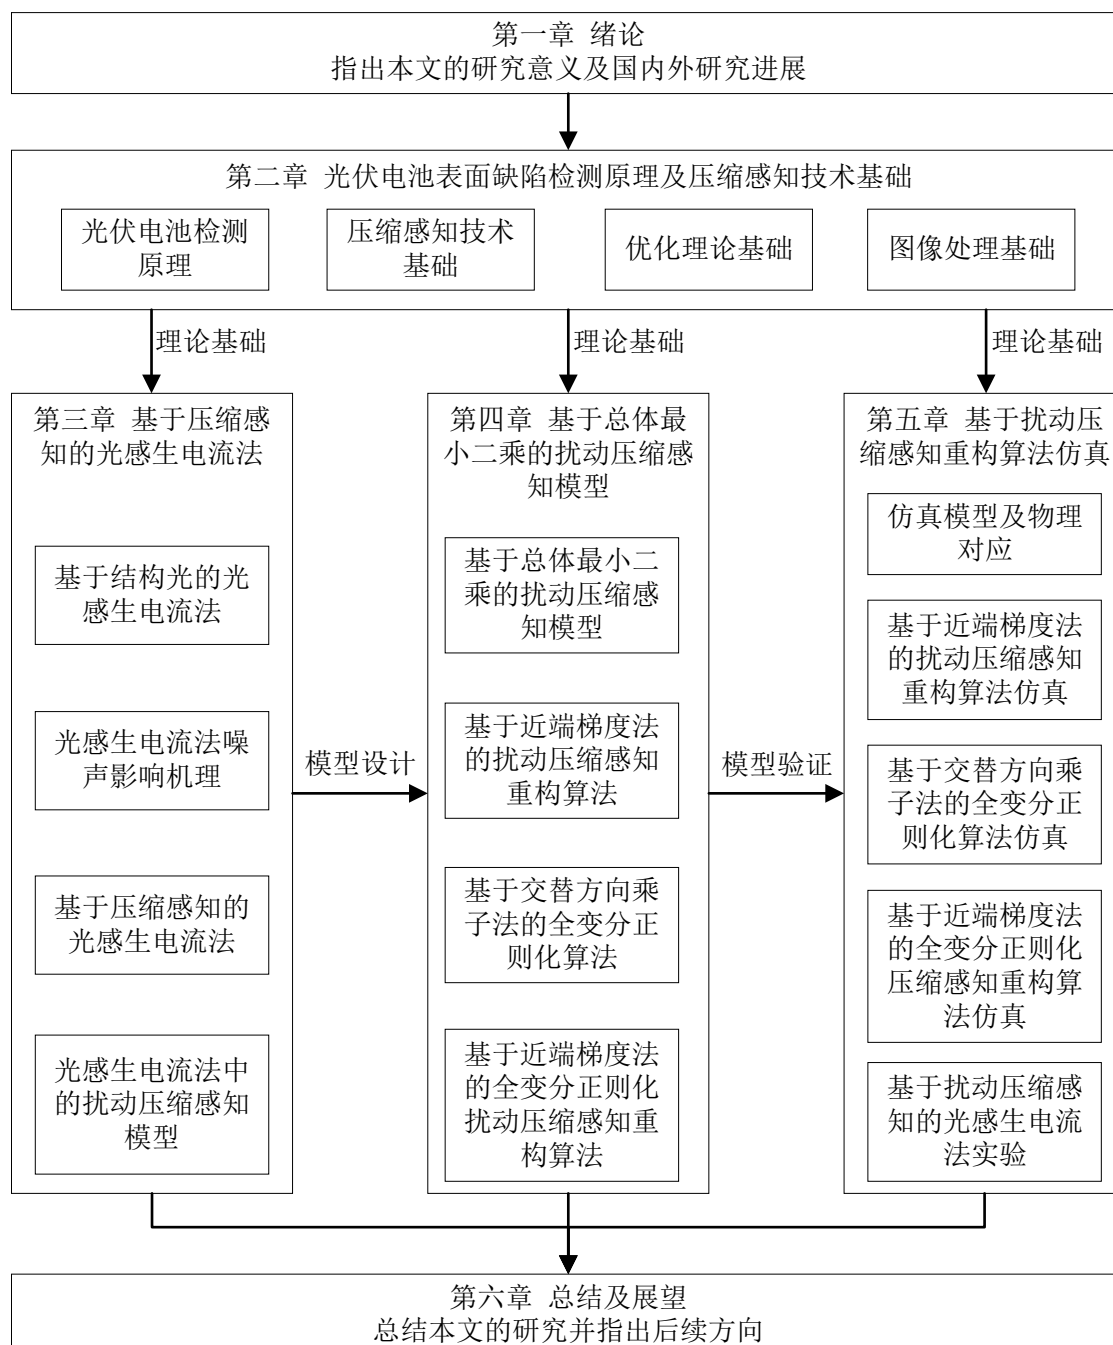 第一章 绪论
指出本文的研究意义及国内外研究进展
第二章 光伏电池表面缺陷检测原理及压缩感知技术基础
光伏电池检测
原理
压缩感知技术
基础
优化理论基础
图像处理基础
理论基础
理论基础
理论基础
第三章 基于压缩感
知的光感生电流法
基于结构光的光
感生电流法
光感生电流法噪
声影响机理
基于压缩感知的
光感生电流法
光感生电流法中
的扰动压缩感知
模型
模型设计
第四章 基于总体最
小二乘的扰动压缩感
知模型
基于总体最小二
乘的扰动压缩感
知模型
基于近端梯度法
的扰动压缩感知
重构算法
基于交替方向乘
子法的全变分正
则化算法
基于近端梯度法
的全变分正则化
扰动压缩感知重
构算法
模型验证
第五章 基于扰动压
缩感知重构算法仿真
仿真模型及物理
对应
基于近端梯度法
的扰动压缩感知
重构算法仿真
基于交替方向乘
子法的全变分正
则化算法仿真
基于近端梯度法
的全变分正则化
压缩感知重构算
法仿真
基于扰动压缩感
知的光感生电流
法实验
第六章 总结及展望
总结本文的研究并指出后续方向